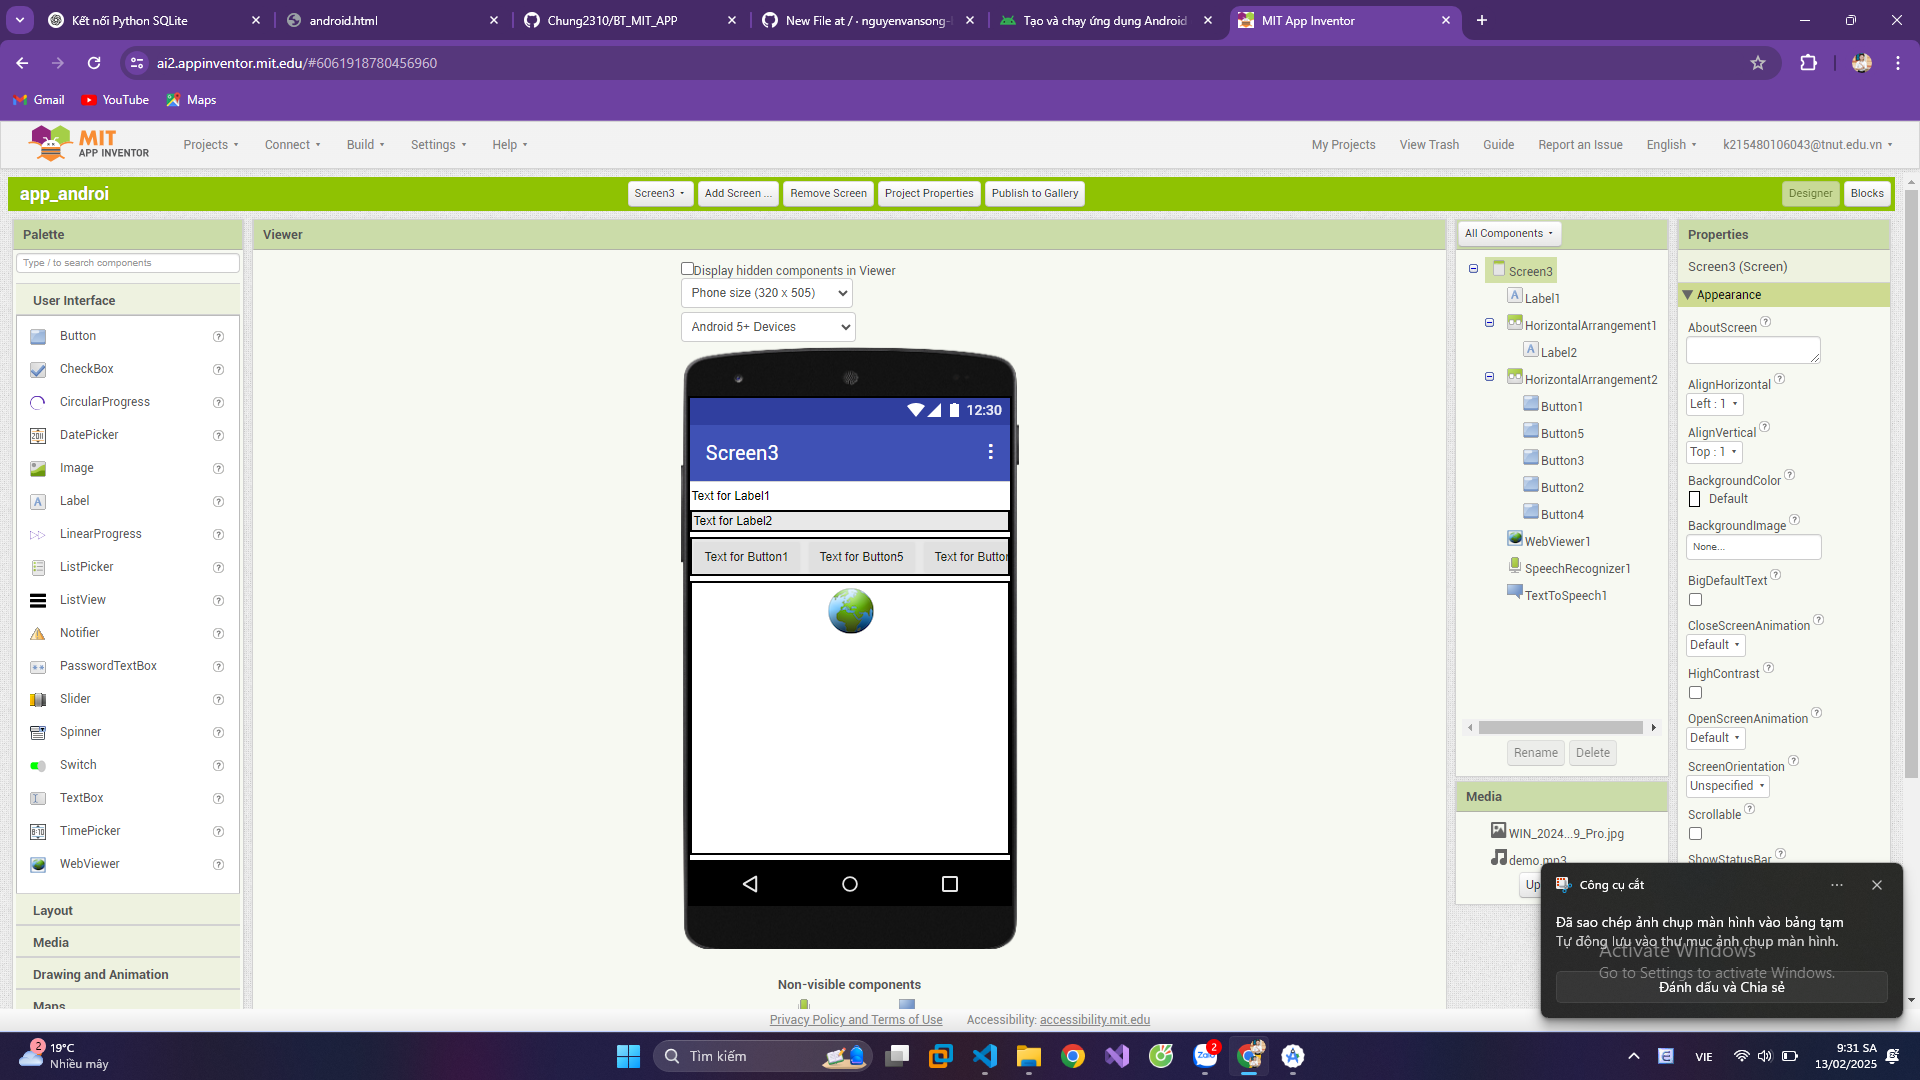 Kết nối Python SQLite
android.html
Chung2310/BT_MIT_APP
New File at / · nguyenvansong-
Tạo và chạy ứng dụng Android
MIT App Inventor
ai2.appinventor.mit.edu/#6061918780456960
Gmail
YouTube
Maps
MIT
APP INVENTOR
Projects
Connect
Build
Settings
Help
My Projects
View Trash
Guide
Report an Issue
English
k215480106043@tnut.edu.vn
app_androi
Screen3
Add Screen ...
Remove Screen
Project Properties
Publish to Gallery
Designer
Blocks
Palette
Type / to search components
User Interface
Button
CheckBox
CircularProgress
DatePicker
Image
Label
LinearProgress
ListPicker
ListView
Notifier
PasswordTextBox
Slider
Spinner
Switch
TextBox
TimePicker
WebViewer
Layout
Media
Drawing and Animation
Maps
Viewer
Display hidden components in Viewer
Phone size (320 x 505)
Android 5+ Devices
12:30
Screen3
Text for Label1
Text for Label2
Text for Button1
Text for Button5
Text for Button
Non-visible components
Privacy Policy and Terms of Use
Accessibility: accessibility.mit.edu
All Components
Screen3
Label1
HorizontalArrangement1
Label2
HorizontalArrangement2
Button1
Button5
Button3
Button2
Button4
WebViewer1
SpeechRecognizer1
TextToSpeech1
Rename
Delete
Media
WIN_2024...9_Pro.jpg
demo.mp3
Up
Properties
Screen3 (Screen)
Appearance
AboutScreen
AlignHorizontal
Left : 1
AlignVertical
Top : 1
BackgroundColor
Default
BackgroundImage
None...
BigDefaultText
CloseScreenAnimation
Default
HighContrast
OpenScreenAnimation
Default
ScreenOrientation
Unspecified
Scrollable
ShowStatusBar
Công cụ cắt
Đã sao chép ảnh chụp màn hình vào bảng tạm
Tự động lưu vào thư mục ảnh chụp màn hình.
Activate Windows
Go to Settings to activate Windows.
Đánh dấu và Chia sẻ
2
19°C
Nhiều mây
Tìm kiếm
Zalo
2
VIE
9:31 SA
13/02/2025